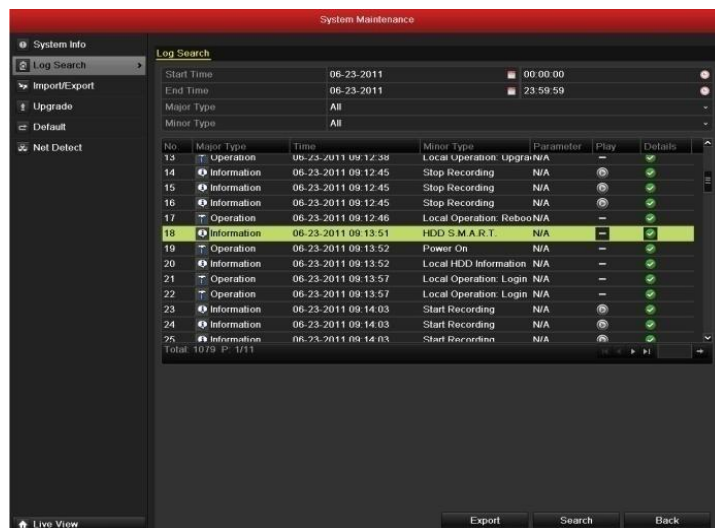 System Maintenance
System Info
Log Search
Import/Export
Upgrade
Default
Net Detect
Live View
Log Search
Start Time 06-23-2011 00:00:00
End Time 06-23-2011 23:59:59
Major Type All
Minor Type All
No. Major Type Time Minor Type Parameter Play Details
13 Operation 06-23-2011 09:12:38 Local Operation: Upgra N/A —
14 Information 06-23-2011 09:12:45 Stop Recording N/A
15 Information 06-23-2011 09:12:45 Stop Recording N/A
16 Information 06-23-2011 09:12:45 Stop Recording N/A
17 Operation 06-23-2011 09:12:46 Local Operation: Reboo N/A —
18 Information 06-23-2011 09:13:51 HDD S.M.A.R.T. N/A —
19 Operation 06-23-2011 09:13:52 Power On N/A —
20 Information 06-23-2011 09:13:52 Local HDD Information N/A —
21 Operation 06-23-2011 09:13:57 Local Operation: Login N/A —
22 Operation 06-23-2011 09:13:57 Local Operation: Login N/A —
23 Information 06-23-2011 09:14:03 Start Recording N/A
24 Information 06-23-2011 09:14:03 Start Recording N/A
25 Information 06-23-2011 09:14:03 Start Recording N/A
Total: 1079 P: 1/11
Export Search Back